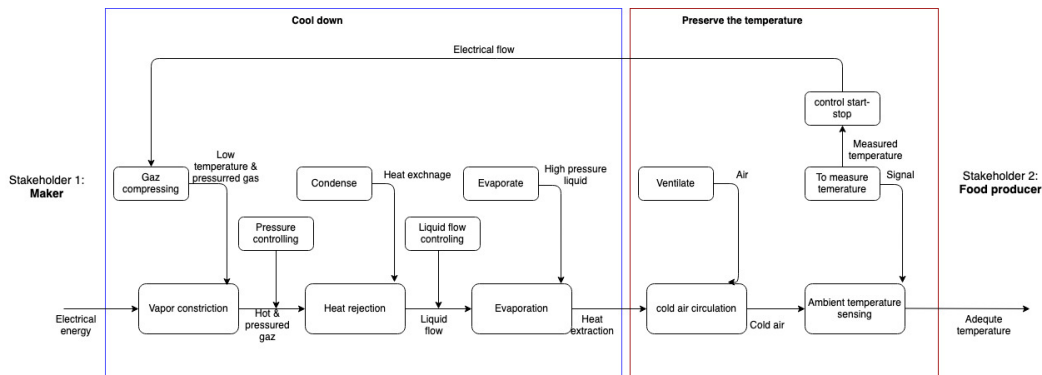 Cool down
Preserve the temperature
Electrical flow
control start-
stop
Measured
temperature
Stakeholder 1:
Maker
Gaz
compressing
Low
temperature &
pressurred gas
Condense
Heat exchnage
Evaporate
High pressure
liquid
Ventilate
Air
To measure
temerature
Signal
Stakeholder 2:
Food producer
Pressure
controlling
Liquid flow
controling
Electrical
energy
Vapor constriction
Hot &
pressured
gaz
Heat rejection
Liquid
flow
Evaporation
Heat
extraction
cold air circulation
Cold air
Ambient temperature
sensing
Adequte
temperature